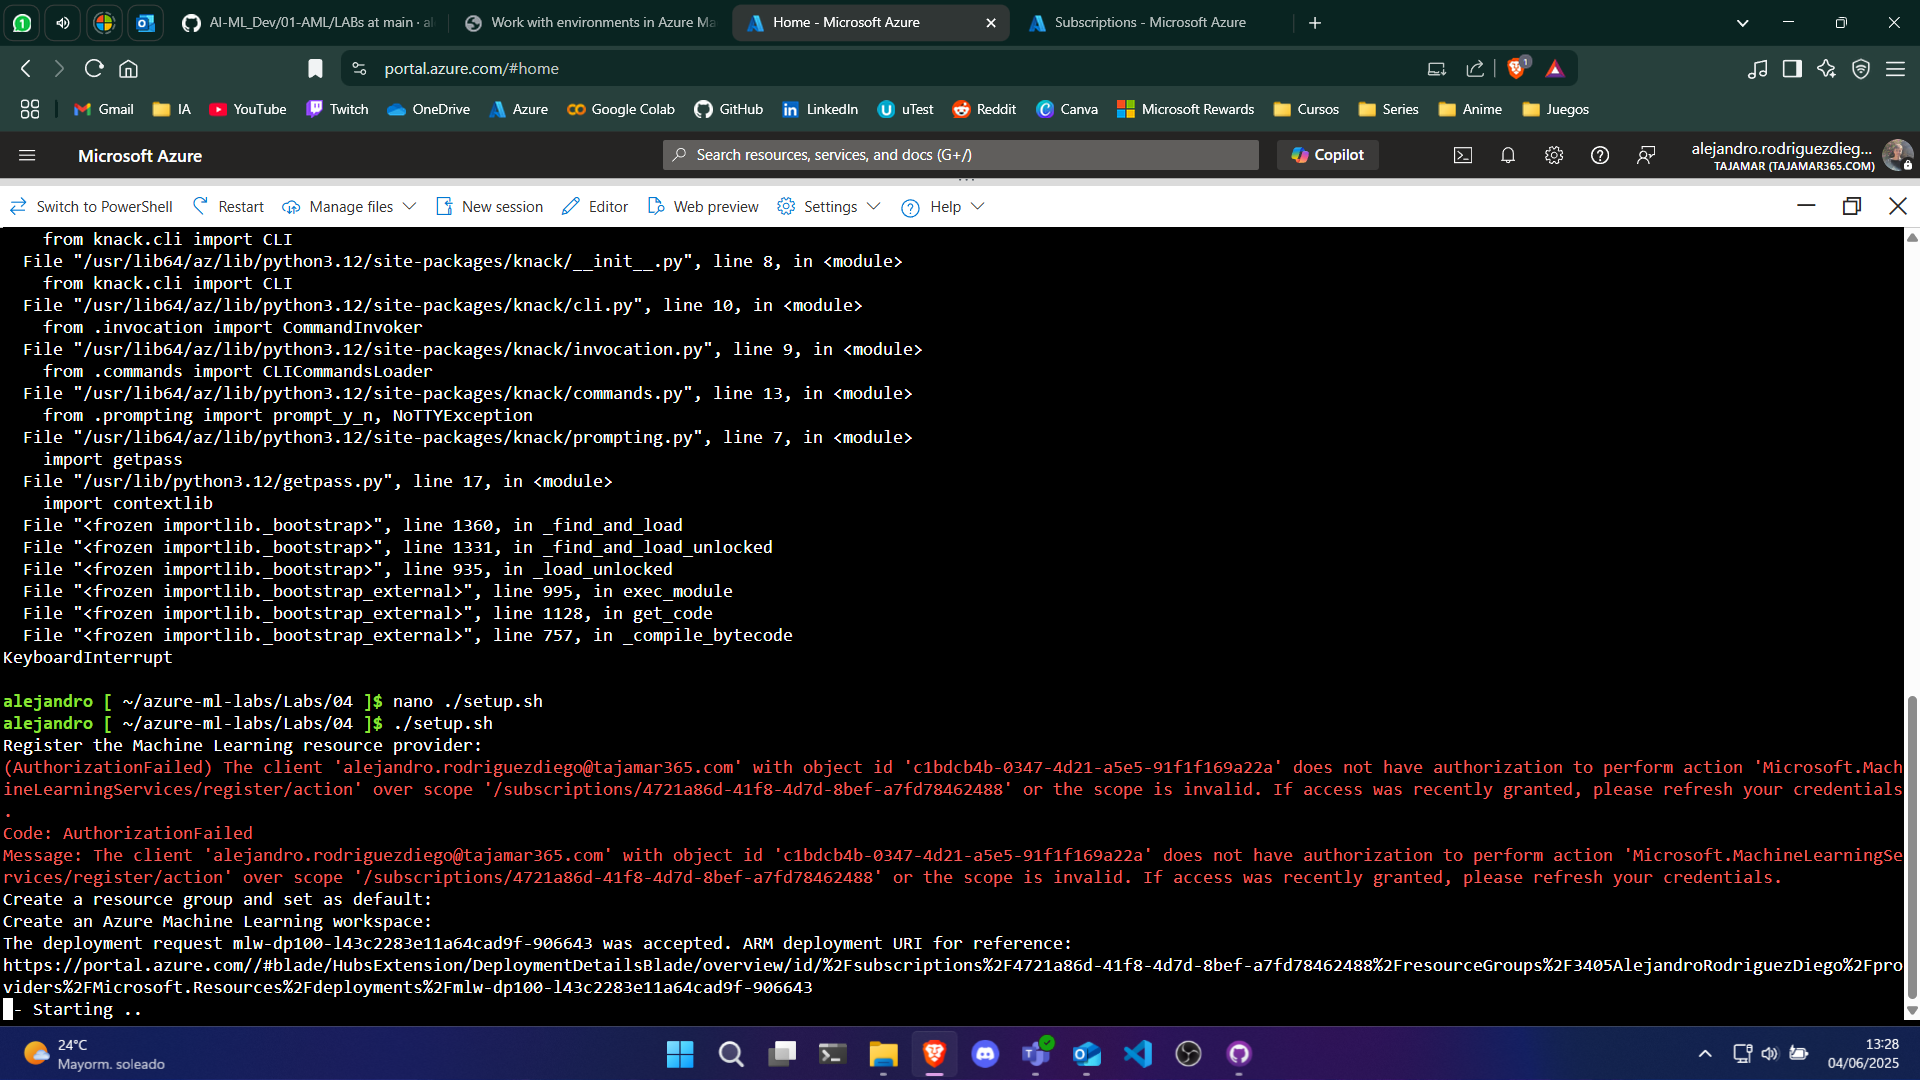 AI-ML_Dev/01-AML/LABs at main · al
Work with environments in Azure Ma
Home - Microsoft Azure
Subscriptions - Microsoft Azure
portal.azure.com/#home
1
Gmail
IA
YouTube
Twitch
OneDrive
Azure
Google Colab
GitHub
LinkedIn
uTest
Reddit
Canva
Microsoft Rewards
Cursos
Series
Anime
Juegos
Microsoft Azure
Search resources, services, and docs (G+/)
Copilot
alejandro.rodriguezdieg...
TAJAMAR (TAJAMAR365.COM)
Switch to PowerShell
Restart
Manage files
New session
Editor
Web preview
Settings
Help
from knack.cli import CLI
File "/usr/lib64/az/lib/python3.12/site-packages/knack/__init__.py", line 8, in <module>
from knack.cli import CLI
File "/usr/lib64/az/lib/python3.12/site-packages/knack/cli.py", line 10, in <module>
from .invocation import CommandInvoker
File "/usr/lib64/az/lib/python3.12/site-packages/knack/invocation.py", line 9, in <module>
from .commands import CLICommandsLoader
File "/usr/lib64/az/lib/python3.12/site-packages/knack/commands.py", line 13, in <module>
from .prompting import prompt_y_n, NoTTYException
File "/usr/lib64/az/lib/python3.12/site-packages/knack/prompting.py", line 7, in <module>
import getpass
File "/usr/lib/python3.12/getpass.py", line 17, in <module>
import contextlib
File "<frozen importlib._bootstrap>", line 1360, in _find_and_load
File "<frozen importlib._bootstrap>", line 1331, in _find_and_load_unlocked
File "<frozen importlib._bootstrap>", line 935, in _load_unlocked
File "<frozen importlib._bootstrap_external>", line 995, in exec_module
File "<frozen importlib._bootstrap_external>", line 1128, in get_code
File "<frozen importlib._bootstrap_external>", line 757, in _compile_bytecode
KeyboardInterrupt
alejandro [ ~/azure-ml-labs/Labs/04 ]$ nano ./setup.sh
alejandro [ ~/azure-ml-labs/Labs/04 ]$ ./setup.sh
Register the Machine Learning resource provider:
(AuthorizationFailed) The client 'alejandro.rodriguezdiego@tajamar365.com' with object id 'c1bdcb4b-0347-4d21-a5e5-91f1f169a22a' does not have authorization to perform action 'Microsoft.Mach
ineLearningServices/register/action' over scope '/subscriptions/4721a86d-41f8-4d7d-8bef-a7fd78462488' or the scope is invalid. If access was recently granted, please refresh your credentials
.
Code: AuthorizationFailed
Message: The client 'alejandro.rodriguezdiego@tajamar365.com' with object id 'c1bdcb4b-0347-4d21-a5e5-91f1f169a22a' does not have authorization to perform action 'Microsoft.MachineLearningSe
rvices/register/action' over scope '/subscriptions/4721a86d-41f8-4d7d-8bef-a7fd78462488' or the scope is invalid. If access was recently granted, please refresh your credentials.
Create a resource group and set as default:
Create an Azure Machine Learning workspace:
The deployment request mlw-dp100-l43c2283e11a64cad9f-906643 was accepted. ARM deployment URI for reference:
https://portal.azure.com//#blade/HubsExtension/DeploymentDetailsBlade/overview/id/%2Fsubscriptions%2F4721a86d-41f8-4d7d-8bef-a7fd78462488%2FresourceGroups%2F3405AlejandroRodriguezDiego%2Fpro
viders%2FMicrosoft.Resources%2Fdeployments%2Fmlw-dp100-l43c2283e11a64cad9f-906643
- Starting ..
24°C
Mayorm. soleado
13:28
04/06/2025